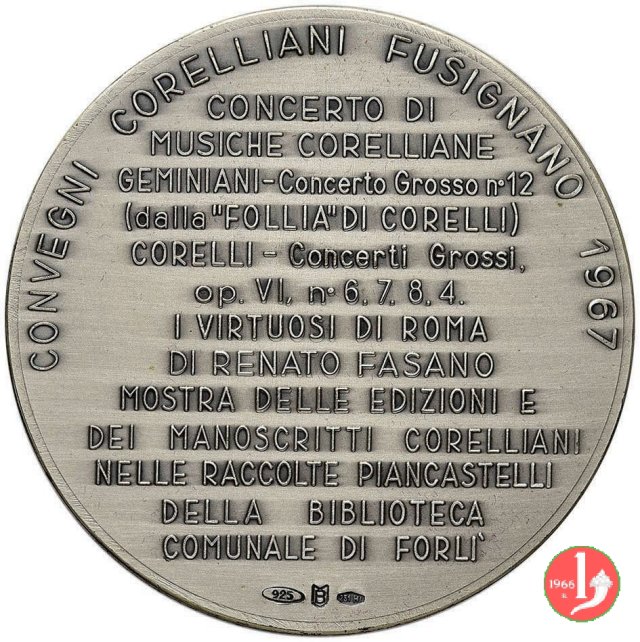 CONVEGNI CORELLIANI FUSIGNANO 1967
CONCERTO DI
MUSICHE CORELLIANE
GEMINIANI-Concerto Grosso n°12
(dalla "FOLLIA" DI CORELLI)
CORELLI - Concerti Grossi,
op. VI, n° 6, 7, 8, 4.
I VIRTUOSI DI ROMA
DI RENATO FASANO
MOSTRA DELLE EDIZIONI E
DEI MANOSCRITTI CORELLIANI
NELLE RACCOLTE PIANCASTELLI
DELLA BIBLIOTECA
COMUNALE DI FORLÌ
925
1966